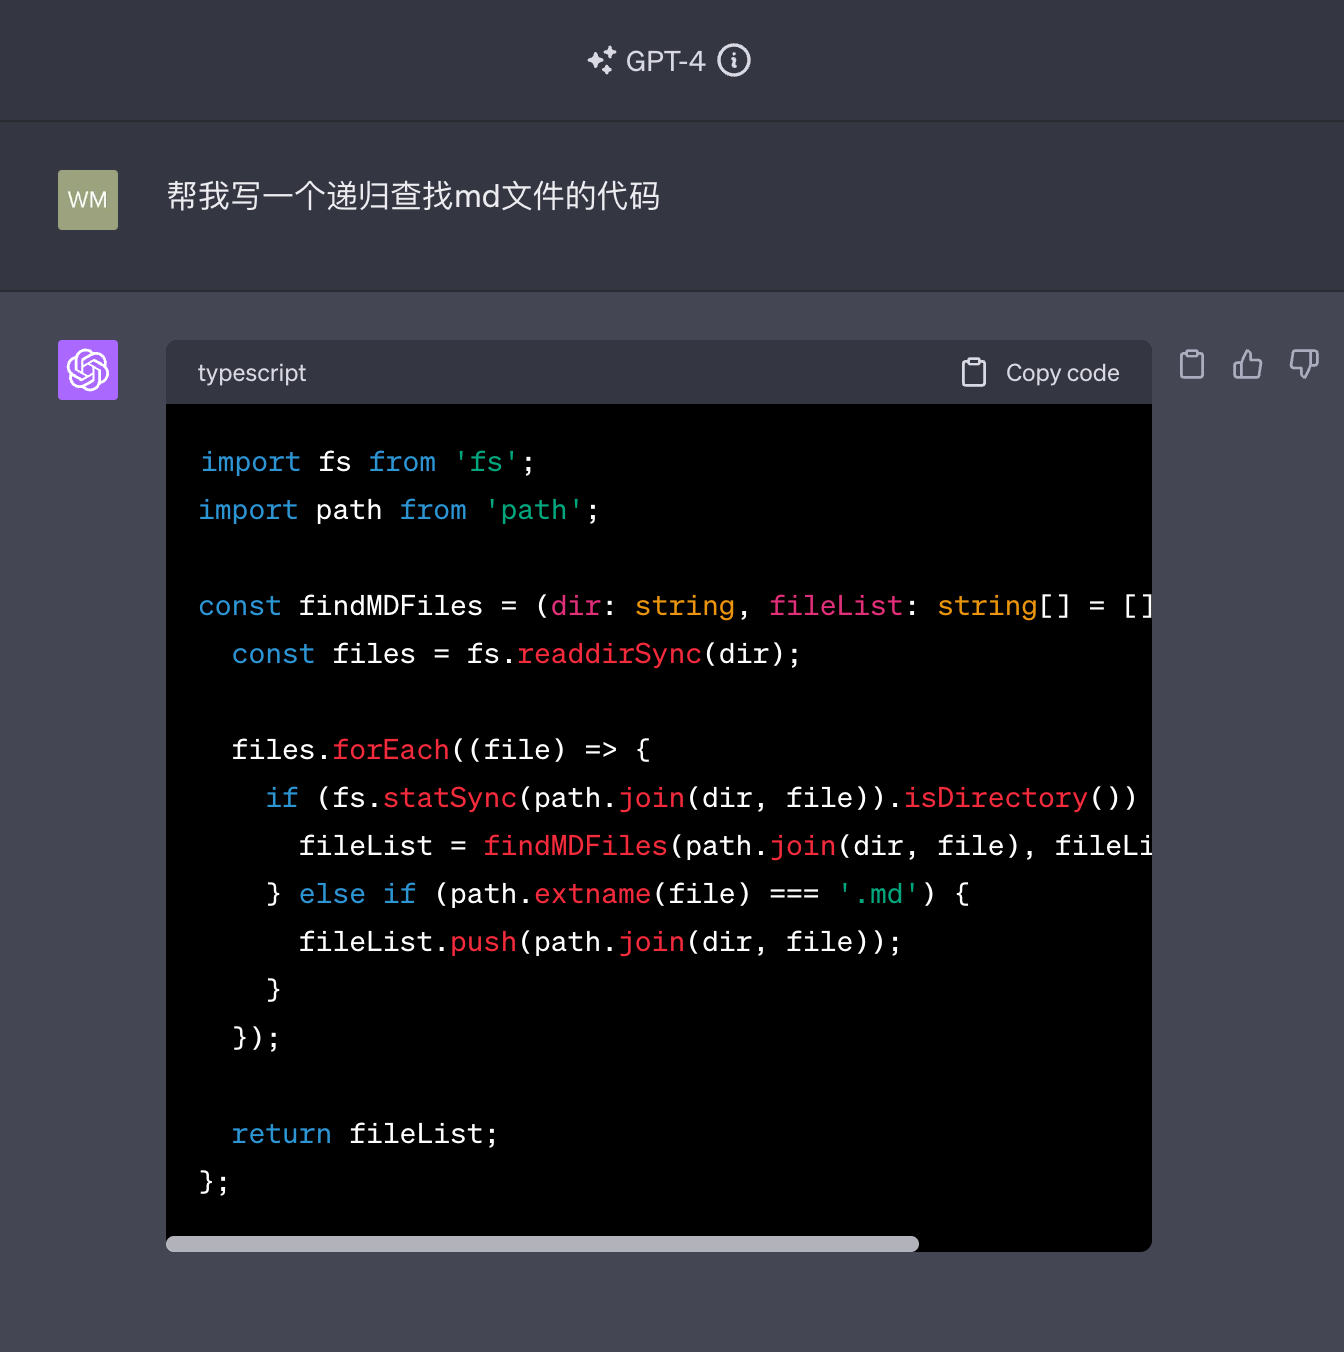 GPT-4
WM
帮我写一个递归查找md文件的代码
typescript
Copy code
import fs from 'fs';
import path from 'path';
const findMDFiles = (dir: string, fileList: string[] = []
  const files = fs.readdirSync(dir);
  files.forEach((file) => {
    if (fs.statSync(path.join(dir, file)).isDirectory())
      fileList = findMDFiles(path.join(dir, file), fileLi
    } else if (path.extname(file) === '.md') {
      fileList.push(path.join(dir, file));
    }
  });
  return fileList;
};